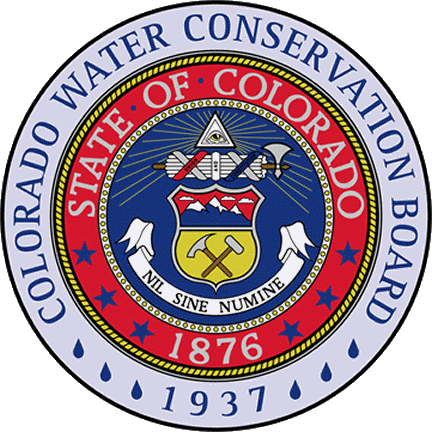 COLORADO WATER CONSERVATION BOARD
STATE·OF·COLORADO
NIL SINE NUMINE
1876
1937